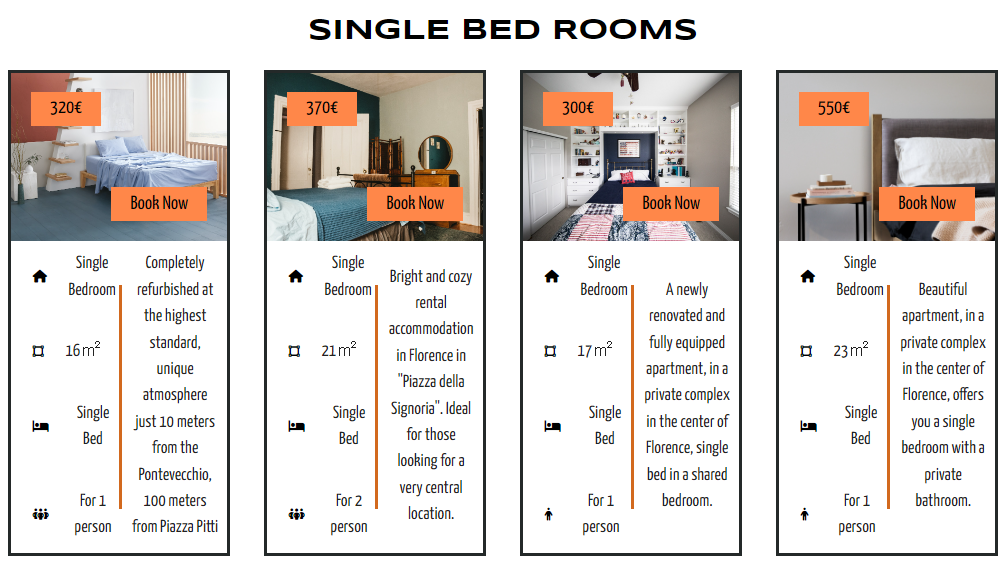 SINGLE BED ROOMS
320€
Book Now
Single
Bedroom
16 m²
Single
Bed
For 1
person
Completely
refurbished at
the highest
standard,
unique
atmosphere
just 10 meters
from the
Pontevecchio,
100 meters
from Piazza Pitti
370€
Book Now
Single
Bedroom
21 m²
Single
Bed
For 2
person
Bright and cozy
rental
accommodation
in Florence in
"Piazza della
Signoria". Ideal
for those
looking for a
very central
location.
300€
Book Now
Single
Bedroom
17 m²
Single
Bed
For 1
person
A newly
renovated and
fully equipped
apartment, in a
private complex
in the center of
Florence, single
bed in a shared
bedroom.
550€
Book Now
Single
Bedroom
23 m²
Single
Bed
For 1
person
Beautiful
apartment, in a
private complex
in the center of
Florence, offers
you a single
bedroom with a
private
bathroom.